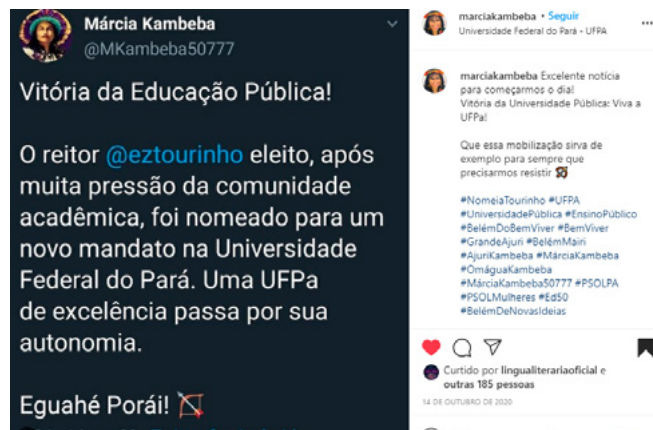 Márcia Kambeba
@MKambeba50777
Vitória da Educação Pública!
O reitor @eztourinho eleito, após
muita pressão da comunidade
acadêmica, foi nomeado para um
novo mandato na Universidade
Federal do Pará. Uma UFPa
de excelência passa por sua
autonomia.
Eguahé Porái!
marciakambeba • Seguir
Universidade Federal do Pará - UFPA
marciakambeba Excelente notícia
para começarmos o dia!
Vitória da Universidade Pública: Viva a
UFPa!
Que essa mobilização sirva de
exemplo para sempre que
precisarmos resistir
#NomeiaTourinho #UFPA
#UniversidadePública #EnsinoPúblico
#BelémDoBemViver #BemViver
#GrandeAjuri #BelémMairi
#AjuriKambeba #MárciaKambeba
#OmáguaKambeba
#MárciaKambeba50777 #PSOLPA
#PSOLMulheres #Ed50
#BelémDeNovasIdeias
Curtido por lingualiterariaoficial e
outras 185 pessoas
14 DE OUTUBRO DE 2020